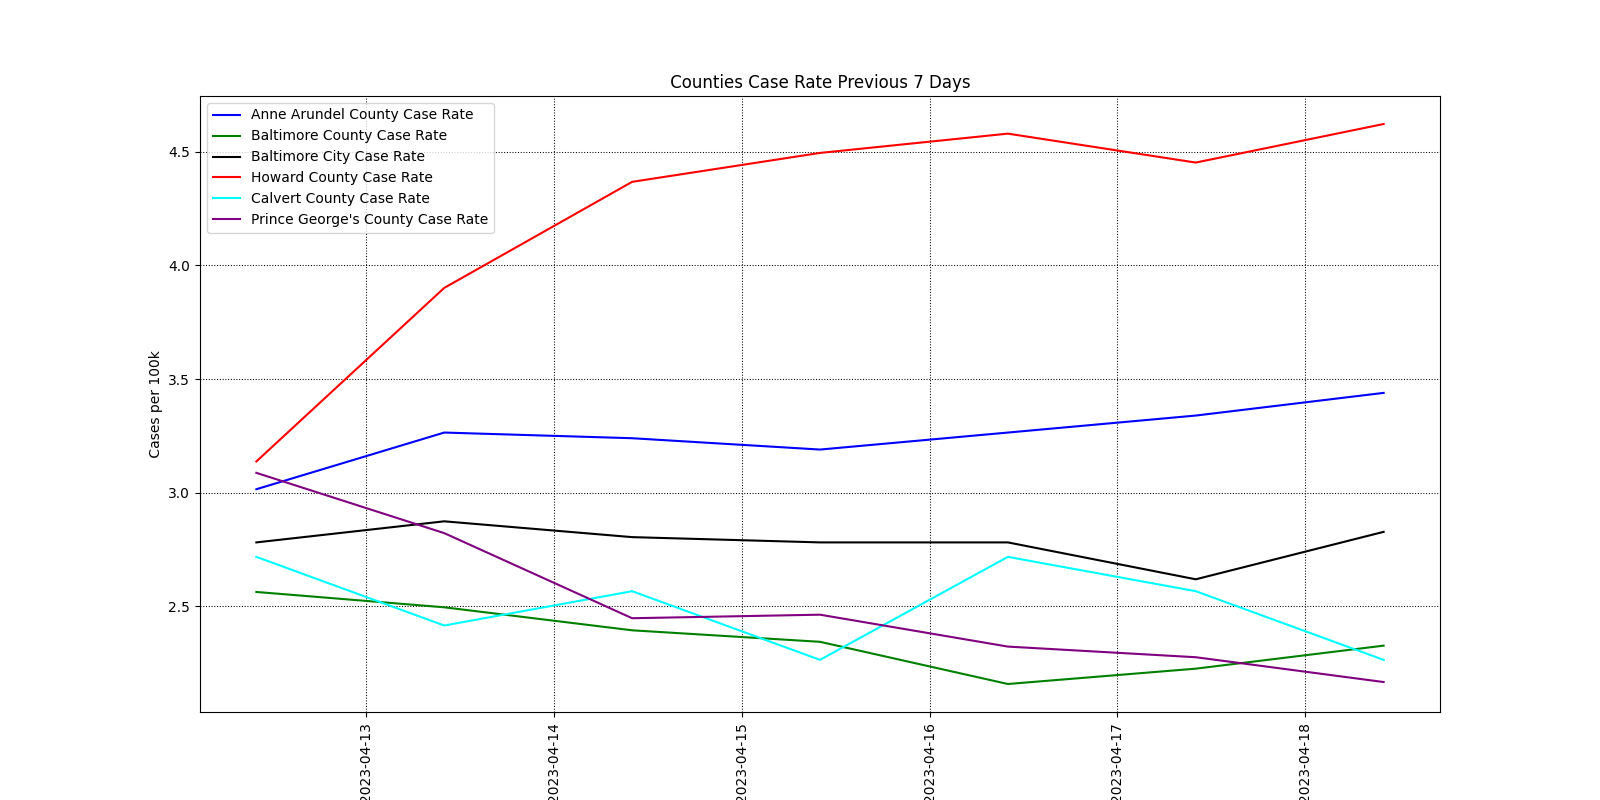 Counties Case Rate Previous 7 Days
Anne Arundel County Case Rate
Baltimore County Case Rate
Baltimore City Case Rate
Howard County Case Rate
Calvert County Case Rate
Prince George's County Case Rate
Cases per 100k
4.5
4.0
3.5
3.0
2.5
2023-04-13
2023-04-14
2023-04-15
2023-04-16
2023-04-17
2023-04-18